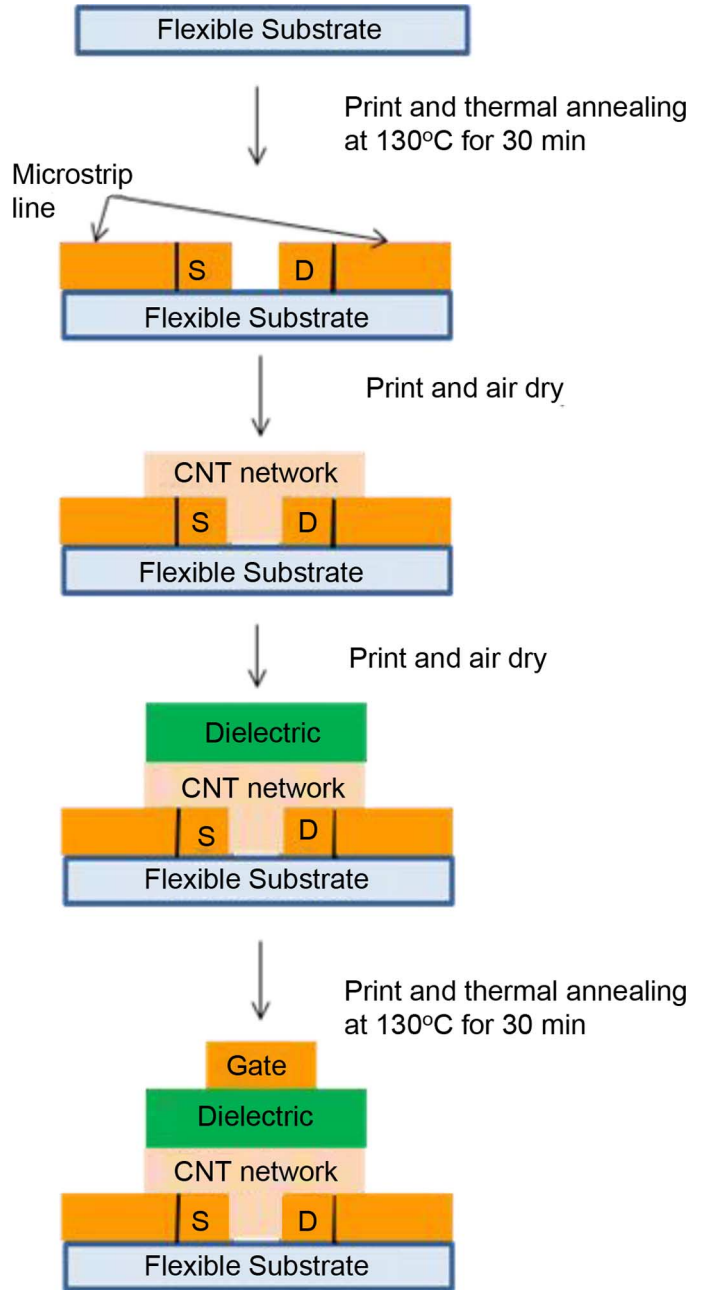 Flexible Substrate
Print and thermal annealing
at 130°C for 30 min
Microstrip
line
S D
Flexible Substrate
Print and air dry
CNT network
S D
Flexible Substrate
Print and air dry
Dielectric
CNT network
S D
Flexible Substrate
Print and thermal annealing
at 130°C for 30 min
Gate
Dielectric
CNT network
S D
Flexible Substrate